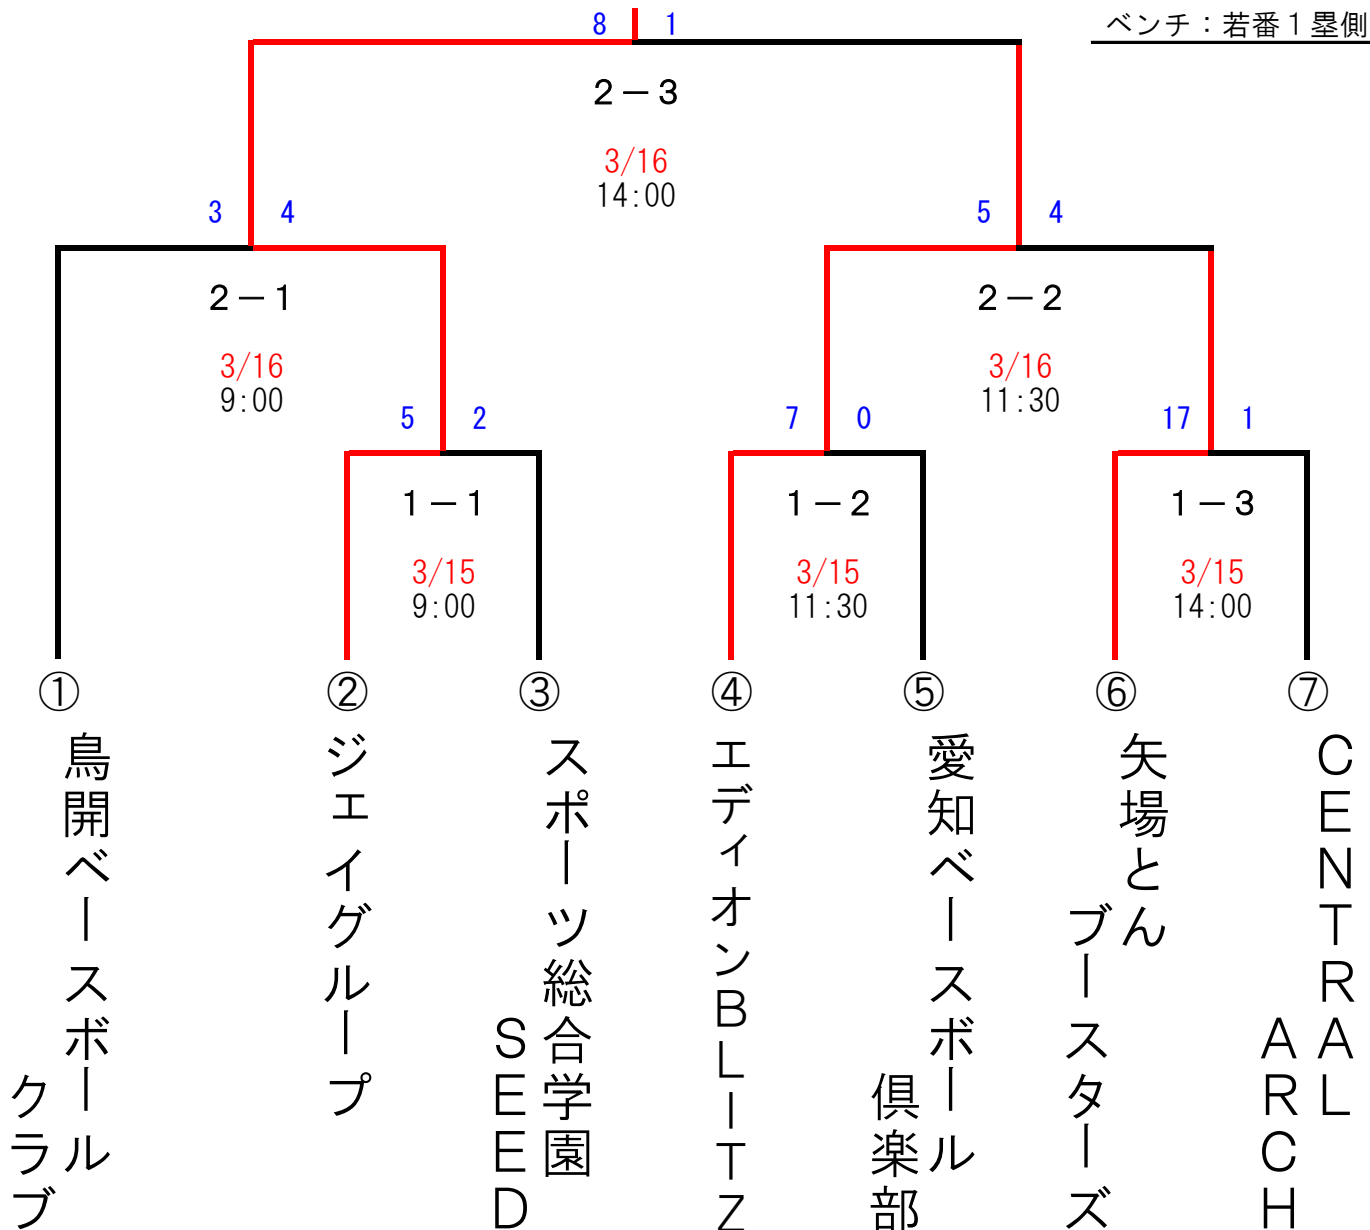 ベンチ：若番１塁側
8 1
２－３
3/16
14:00
3 4
5 4
２－１
3/16
9:00
２－２
3/16
11:30
5 2
7 0
17 1
１－１
3/15
9:00
１－２
3/15
11:30
１－３
3/15
14:00
① ② ③ ④ ⑤ ⑥ ⑦
鳥開ベースボール
クラブ
ジェイグループ
スポーツ総合学園
ＳＥＥＤ
エディオンＢＬＩＴＺ
愛知ベースボール
倶楽部
矢場とん
ブースターズ
ＣＥＮＴＲＡＬ
ＡＲＣＨ